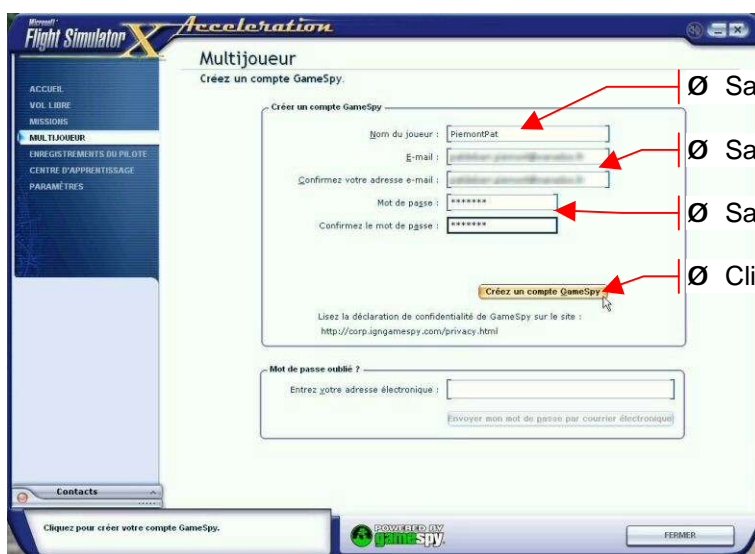 Microsoft
Flight Simulator X
Acceleration
Multijoueur
Créez un compte GameSpy.
ACCUEIL
VOL LIBRE
MISSIONS
MULTIJOUEUR
ENREGISTREMENTS DU PILOTE
CENTRE D'APPRENTISSAGE
PARAMÈTRES
Créer un compte GameSpy
Nom du joueur : PiemontPat
E-mail :
Confirmez votre adresse e-mail :
Mot de passe : *******
Confirmez le mot de passe : *******
Créez un compte GameSpy
Lisez la déclaration de confidentialité de GameSpy sur le site :
http://corp.igngamespy.com/privacy.html
Mot de passe oublié ?
Entrez votre adresse électronique :
Envoyer mon mot de passe par courrier électronique
Ø Sa
Ø Sa
Ø Sa
Ø Cli
Contacts
Cliquez pour créer votre compte GameSpy.
POWERED BY
gamespy.
FERMER